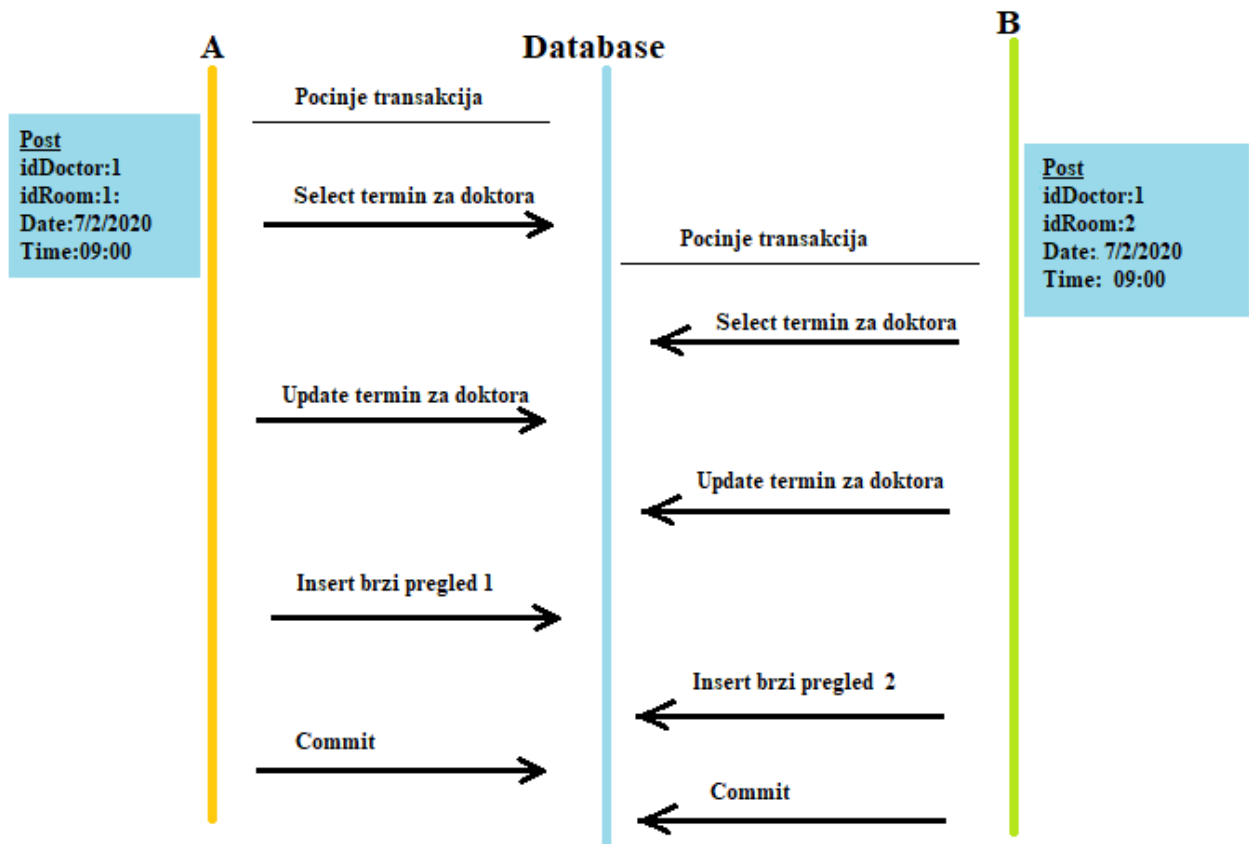 A
Database
B
Pocinje transakcija
Post
idDoctor:1
idRoom:1:
Date:7/2/2020
Time:09:00
Select termin za doktora
Post
idDoctor:1
idRoom:2
Date: 7/2/2020
Time: 09:00
Pocinje transakcija
Select termin za doktora
Update termin za doktora
Update termin za doktora
Insert brzi pregled 1
Insert brzi pregled 2
Commit
Commit